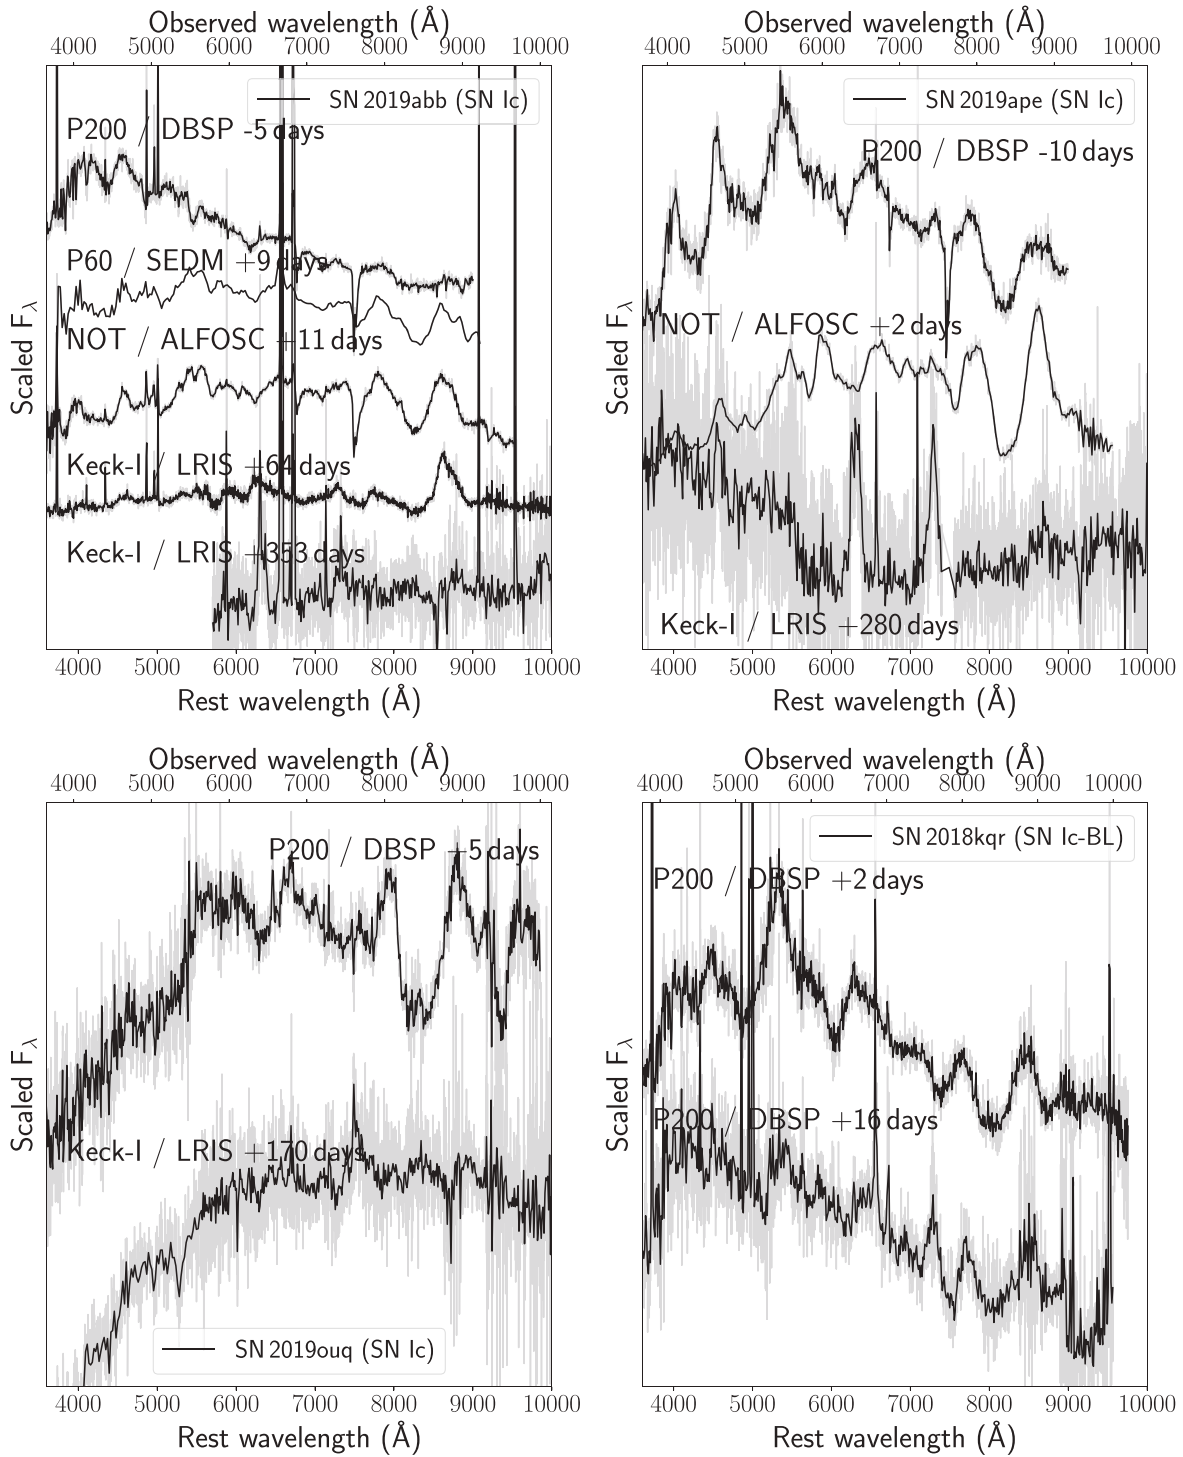 Observed wavelength (Å)
4000 5000 6000 7000 8000 9000 10000
SN 2019abb (SN Ic)
P200 / DBSP -5 days
P60 / SEDM +9 days
NOT / ALFOSC +11 days
Keck-I / LRIS +64 days
Keck-I / LRIS +353 days
Scaled Fλ
4000 5000 6000 7000 8000 9000 10000
Rest wavelength (Å)
Observed wavelength (Å)
4000 5000 6000 7000 8000 9000 10000
SN 2019ape (SN Ic)
P200 / DBSP -10 days
NOT / ALFOSC +2 days
Keck-I / LRIS +280 days
Scaled Fλ
4000 5000 6000 7000 8000 9000 10000
Rest wavelength (Å)
Observed wavelength (Å)
4000 5000 6000 7000 8000 9000 10000
P200 / DBSP +5 days
Keck-I / LRIS +170 days
SN 2019ouq (SN Ic)
Scaled Fλ
4000 5000 6000 7000 8000 9000 10000
Rest wavelength (Å)
Observed wavelength (Å)
4000 5000 6000 7000 8000 9000 10000
SN 2018kqr (SN Ic-BL)
P200 / DBSP +2 days
P200 / DBSP +16 days
Scaled Fλ
4000 5000 6000 7000 8000 9000 10000
Rest wavelength (Å)